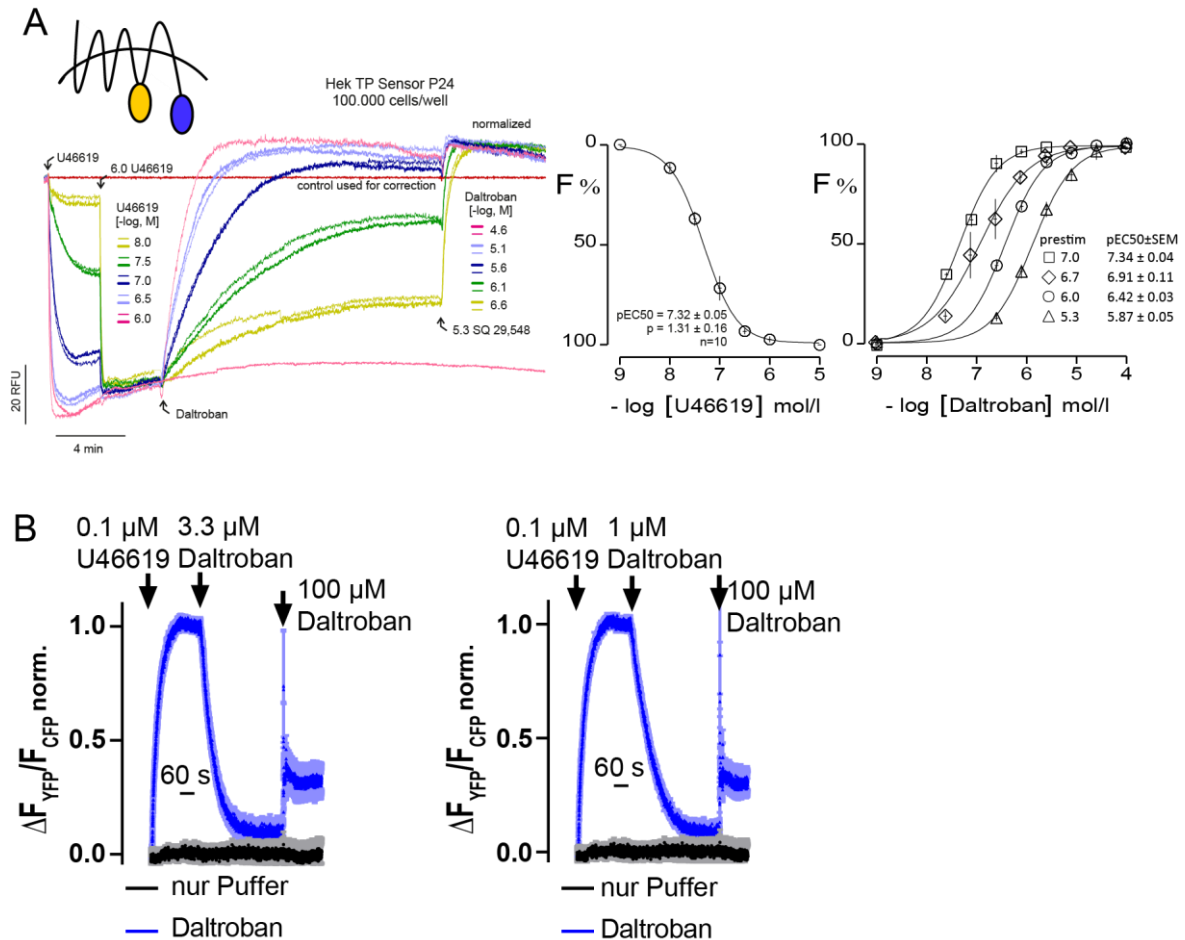 A
Hek TP Sensor P24
100.000 cells/well
normalized
U46619
6.0 U46619
control used for correction
U46619
[-log, M]
8.0
7.5
7.0
6.5
6.0
Daltroban
[-log, M]
4.6
5.1
5.6
6.1
6.6
5.3 SQ 29,548
Daltroban
20 RFU
4 min
F %
0
50
100
pEC50 = 7.32 ± 0.05
p = 1.31 ± 0.16
n=10
9 8 7 6 5
- log [U46619] mol/l
F %
100
50
0
prestim pEC50±SEM
7.0 7.34 ± 0.04
6.7 6.91 ± 0.11
6.0 6.42 ± 0.03
5.3 5.87 ± 0.05
9 8 7 6 5 4
- log [Daltroban] mol/l
B
0.1 µM 3.3 µM
U46619 Daltroban
100 µM
Daltroban
ΔF YFP/F CFP norm.
1.0
0.5
0.0
60 s
nur Puffer
Daltroban
0.1 µM 1 µM
U46619 Daltroban
100 µM
Daltroban
ΔF YFP/F CFP norm.
1.0
0.5
0.0
60 s
nur Puffer
Daltroban